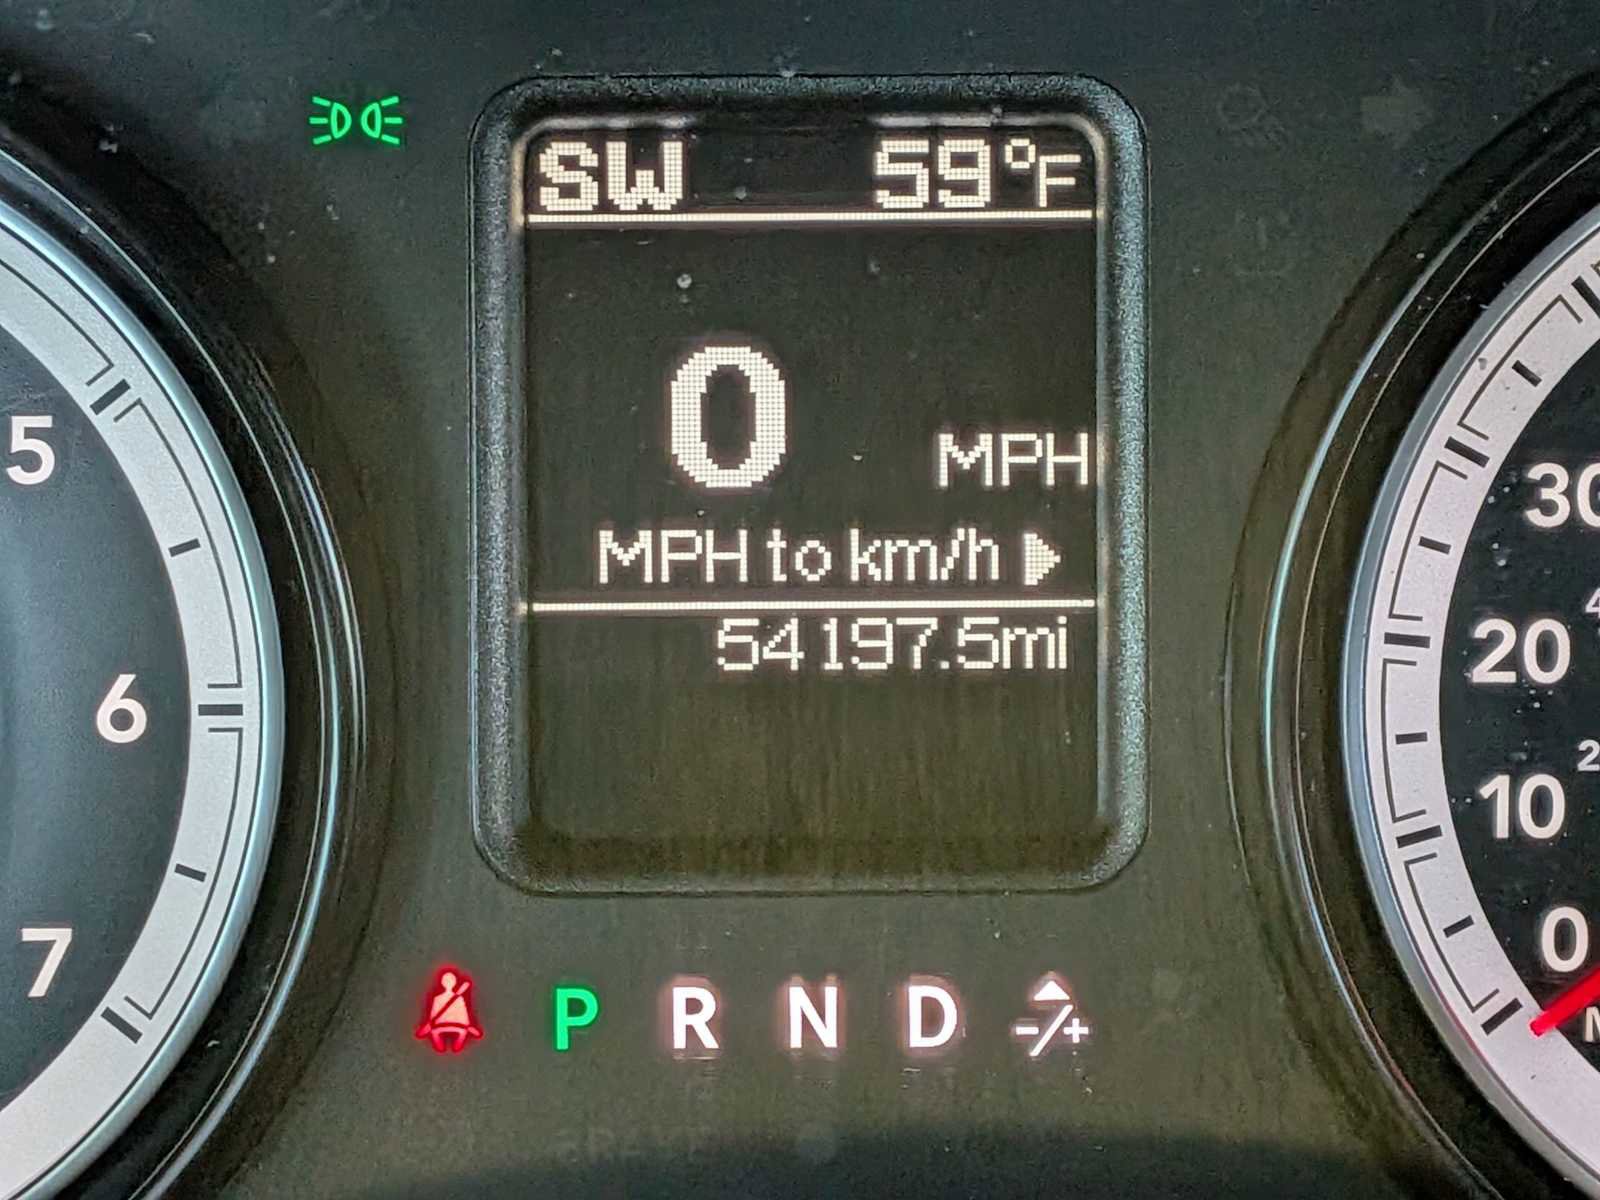 SW 59°F
0 MPH
MPH to km/h ▶
54197.5mi
5
6
7
30
20
10
0
P R N D -/+